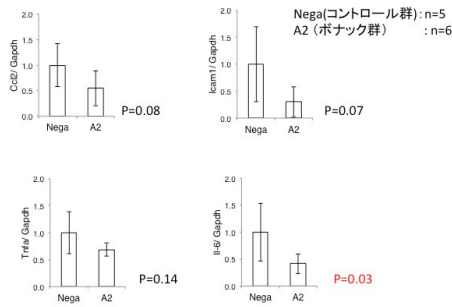 Nega(コントロール群): n=5
A2 (ボナック群) : n=6
2.0
1.5
1.0
0.5
0.0
Ccl2/ Gapdh
Nega A2
P=0.08
2.0
1.5
1.0
0.5
0.0
Icam1/ Gapdh
Nega A2
P=0.07
2.0
1.5
1.0
0.5
0.0
Tnfa/ Gapdh
Nega A2
P=0.14
2.0
1.5
1.0
0.5
0.0
Il-6/ Gapdh
Nega A2
P=0.03